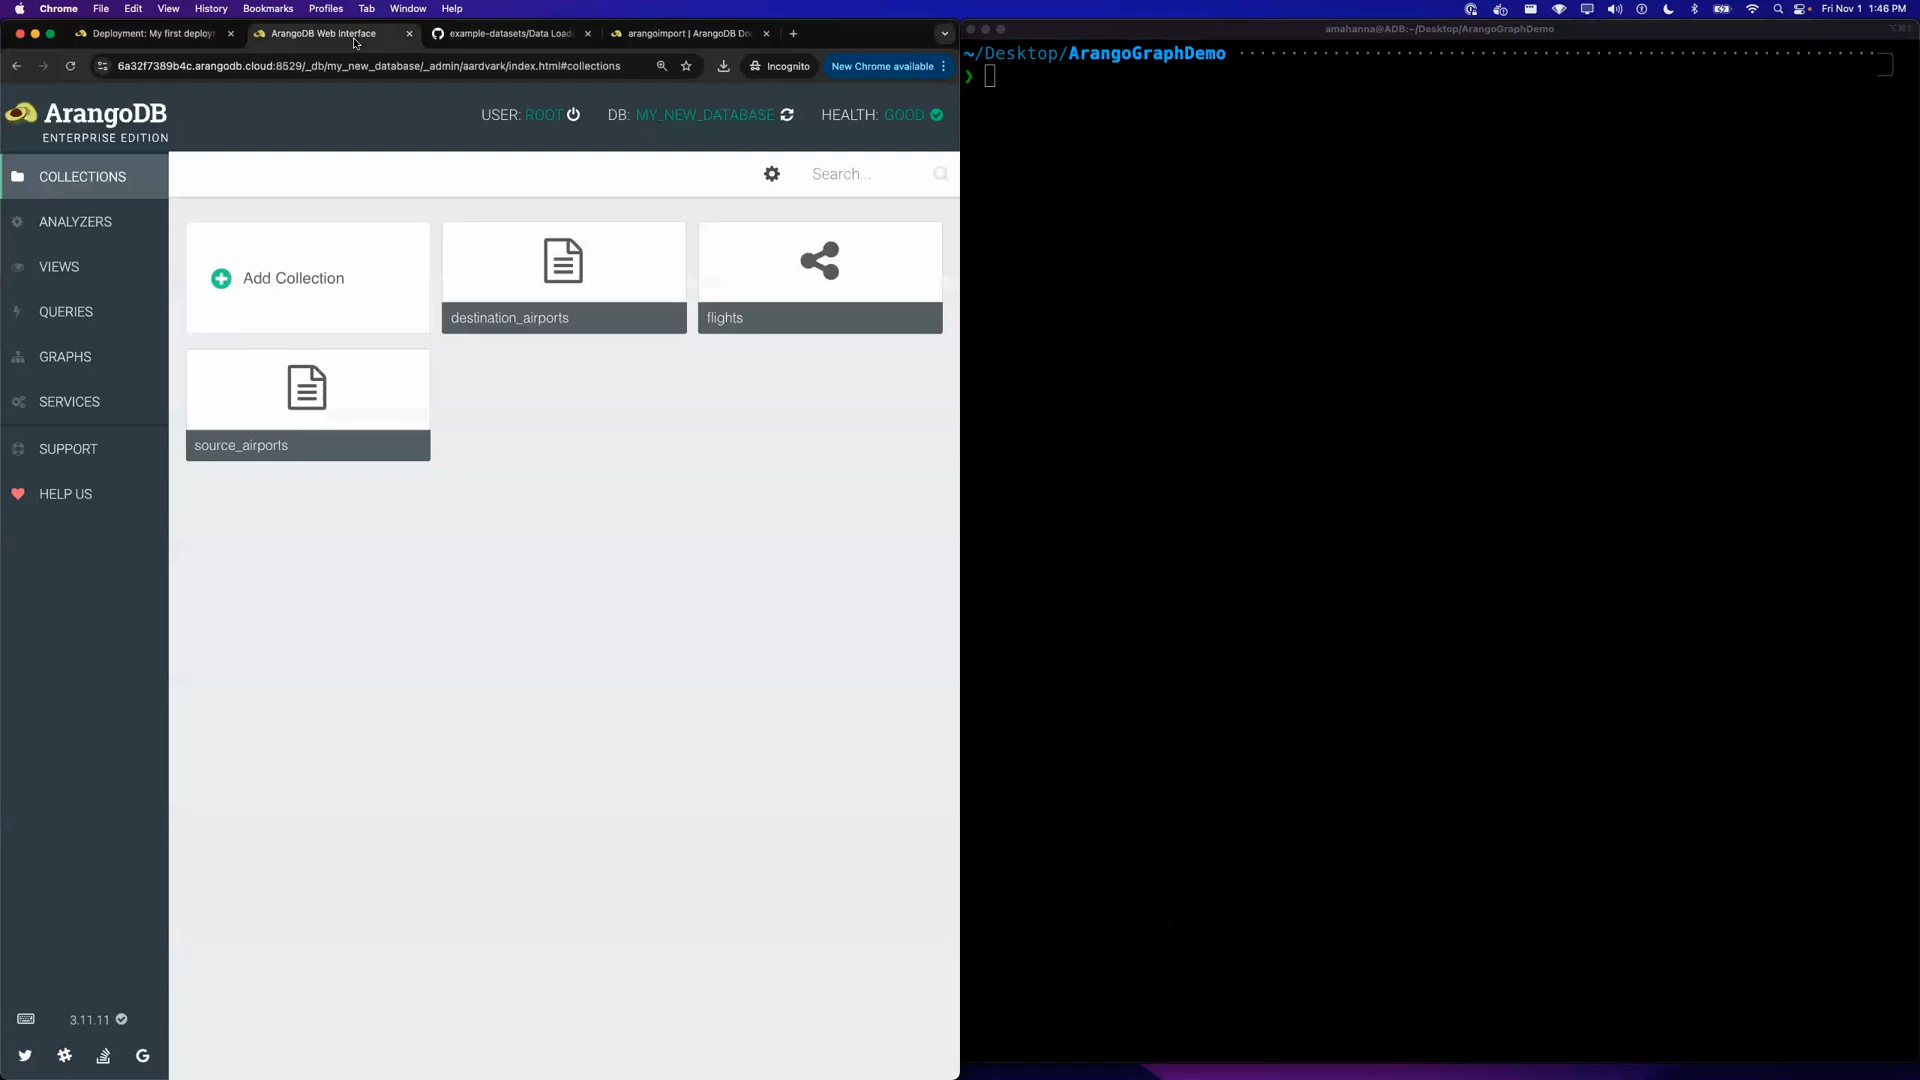 Chrome File Edit View History Bookmarks Profiles Tab Window Help
Fri Nov 1 1:46 PM
Deployment: My first deployr
ArangoDB Web Interface
example-datasets/Data Load
arangoimport | ArangoDB Do
6a32f7389b4c.arangodb.cloud:8529/_db/my_new_database/_admin/aardvark/index.html#collections
Incognito
New Chrome available
ArangoDB
ENTERPRISE EDITION
USER: ROOT
DB: MY_NEW_DATABASE
HEALTH: GOOD
COLLECTIONS
ANALYZERS
VIEWS
QUERIES
GRAPHS
SERVICES
SUPPORT
HELP US
3.11.11
Search...
Add Collection
destination_airports
flights
source_airports
amahanna@ADB:~/Desktop/ArangoGraphDemo
~/Desktop/ArangoGraphDemo
❯